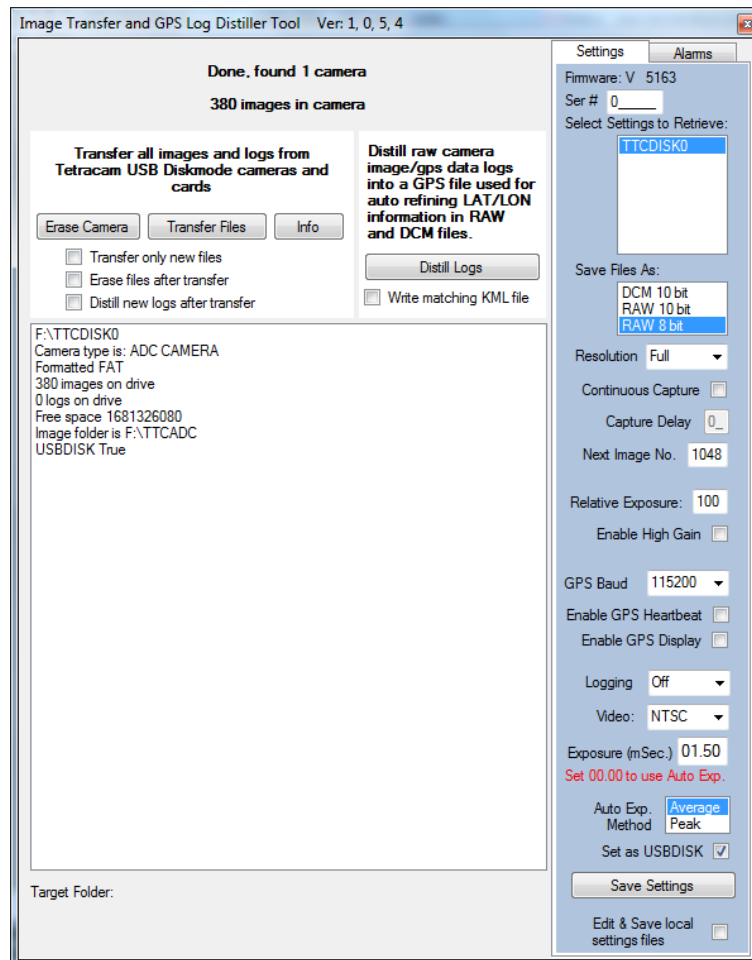 Image Transfer and GPS Log Distiller Tool Ver: 1, 0, 5, 4
Done, found 1 camera
380 images in camera
Transfer all images and logs from
Tetracam USB Diskmode cameras and
cards
Erase Camera
Transfer Files
Info
Transfer only new files
Erase files after transfer
Distill new logs after transfer
Distill raw camera
image/gps data logs
into a GPS file used for
auto refining LAT/LON
information in RAW
and DCM files.
Distill Logs
Write matching KML file
F:\TTCDISK0
Camera type is: ADC CAMERA
Formatted FAT
380 images on drive
0 logs on drive
Free space 1681326080
Image folder is F:\TTCADC
USBDISK True
Target Folder:
Settings
Alarms
Firmware: V 5163
Ser # 0____
Select Settings to Retrieve:
TTCDISK0
Save Files As:
DCM 10 bit
RAW 10 bit
RAW 8 bit
Resolution Full
Continuous Capture
Capture Delay 0_
Next Image No. 1048
Relative Exposure: 100
Enable High Gain
GPS Baud 115200
Enable GPS Heartbeat
Enable GPS Display
Logging Off
Video: NTSC
Exposure (mSec.) 01.50
Set 00.00 to use Auto Exp.
Auto Exp.
Method
Average
Peak
Set as USBDISK
Save Settings
Edit & Save local
settings files